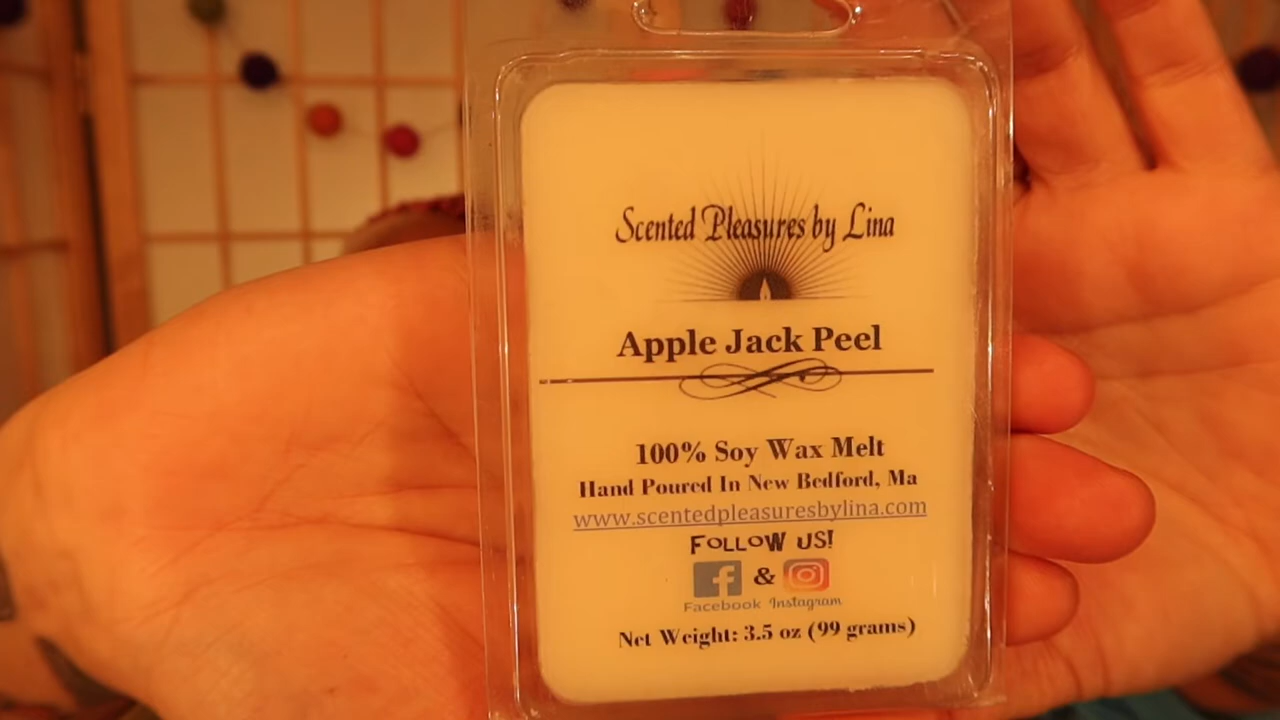 Scented Pleasures by Lina
Apple Jack Peel
100% Soy Wax Melt
Hand Poured In New Bedford, Ma
www.scentedpleasuresbylina.com
FOLLOW US!
f &
Facebook Instagram
Net Weight: 3.5 oz (99 grams)